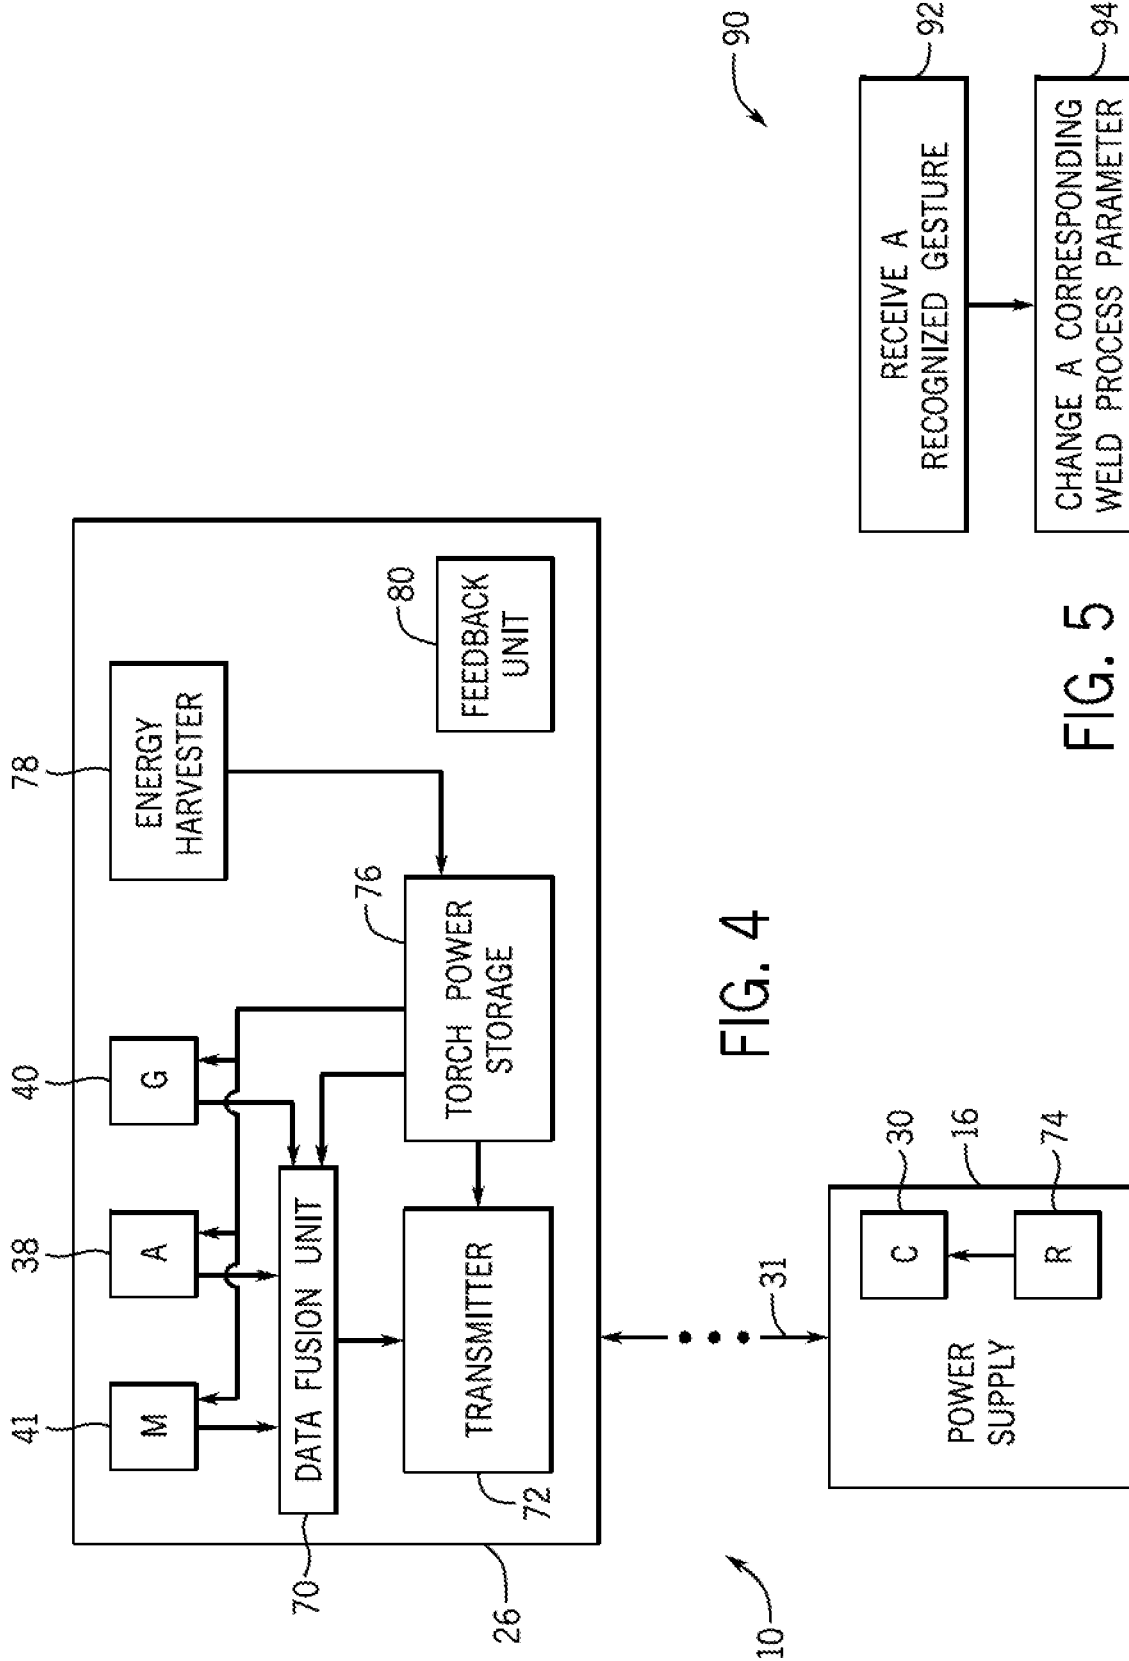 41
38
40
78
M
A
G
ENERGY
HARVESTER
70
DATA FUSION UNIT
76
80
72
TRANSMITTER
TORCH POWER
STORAGE
FEEDBACK
UNIT
26
10
31
FIG. 4
POWER
SUPPLY
C
30
16
R
74
90
RECEIVE A
RECOGNIZED GESTURE
92
CHANGE A CORRESPONDING
WELD PROCESS PARAMETER
94
FIG. 5